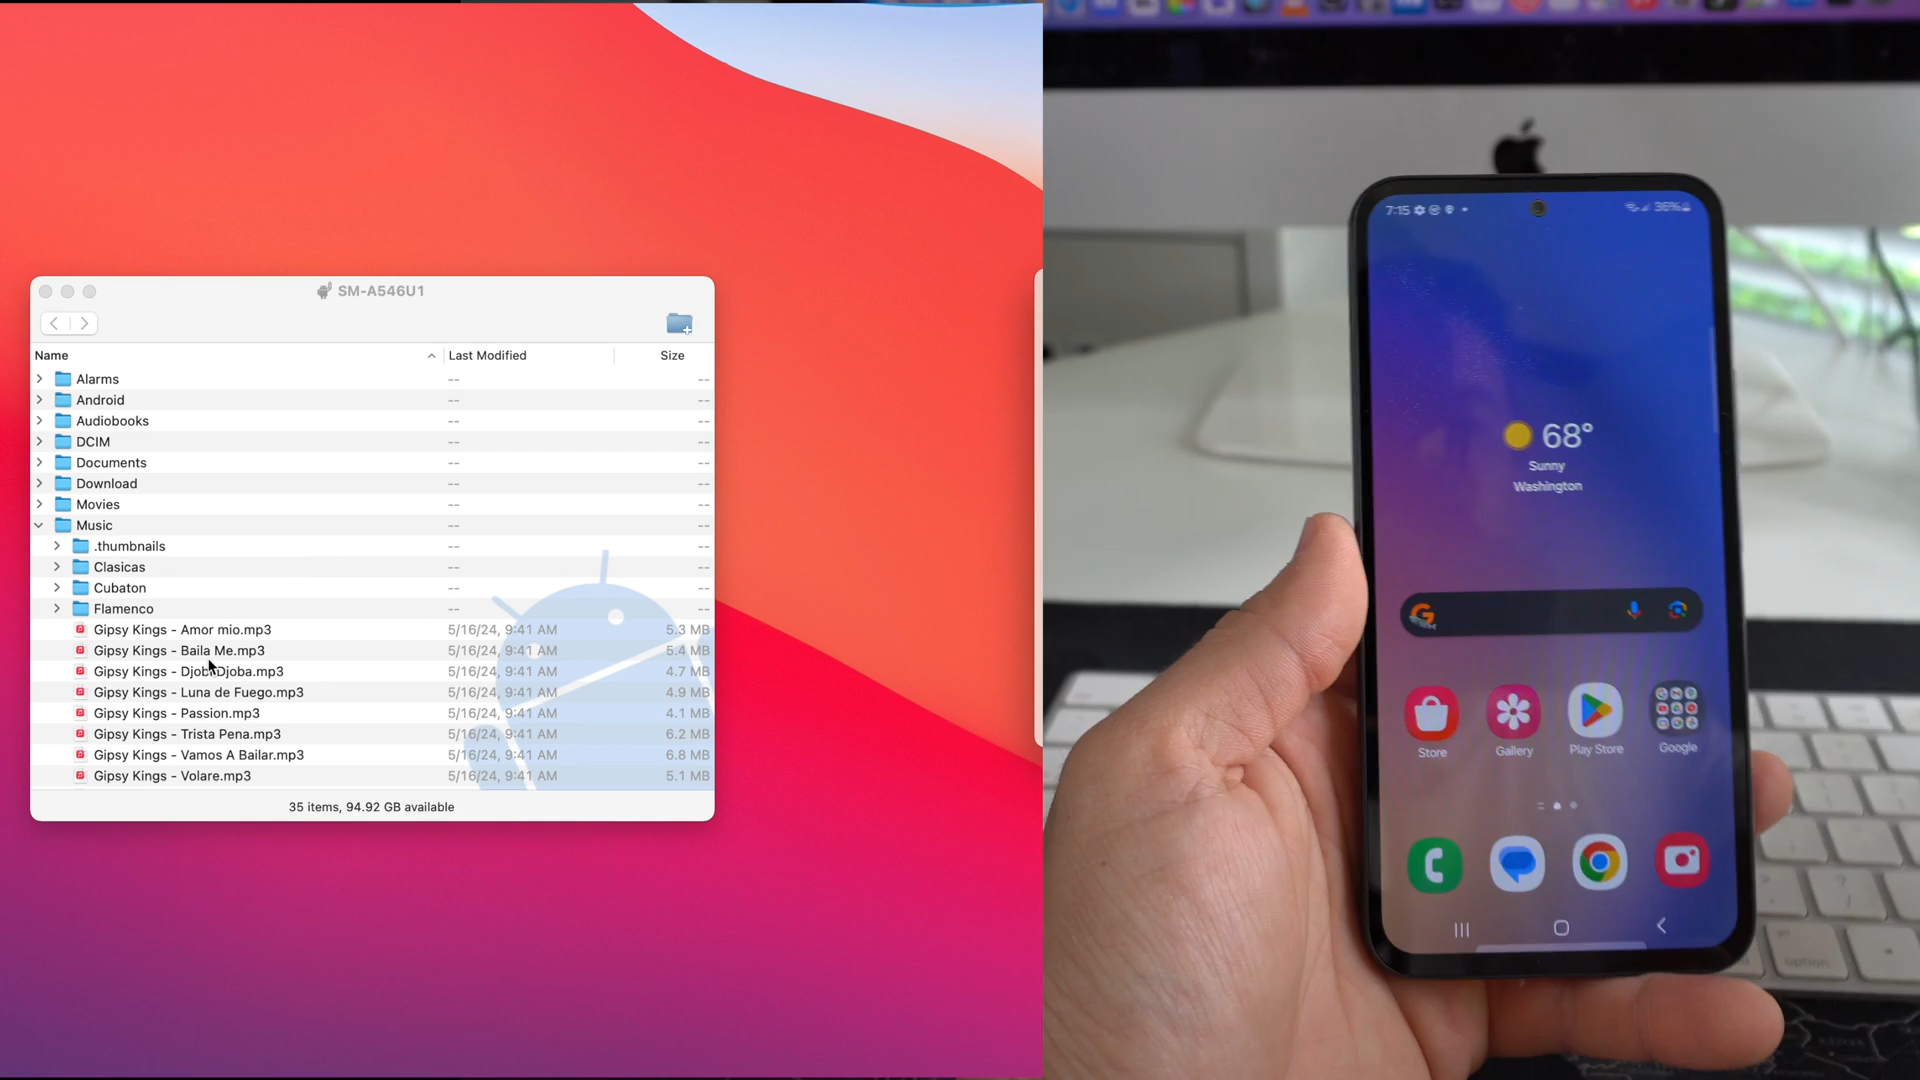 SM-A546U1
Name Last Modified Size
Alarms -- --
Android -- --
Audiobooks -- --
DCIM -- --
Documents -- --
Download -- --
Movies -- --
Music -- --
.thumbnails -- --
Clasicas -- --
Cubaton -- --
Flamenco -- --
Gipsy Kings - Amor mio.mp3 5/16/24, 9:41 AM 5.3 MB
Gipsy Kings - Baila Me.mp3 5/16/24, 9:41 AM 5.4 MB
Gipsy Kings - Djobi Djoba.mp3 5/16/24, 9:41 AM 4.7 MB
Gipsy Kings - Luna de Fuego.mp3 5/16/24, 9:41 AM 4.9 MB
Gipsy Kings - Passion.mp3 5/16/24, 9:41 AM 4.1 MB
Gipsy Kings - Trista Pena.mp3 5/16/24, 9:41 AM 6.2 MB
Gipsy Kings - Vamos A Bailar.mp3 5/16/24, 9:41 AM 6.8 MB
Gipsy Kings - Volare.mp3 5/16/24, 9:41 AM 5.1 MB
35 items, 94.92 GB available
7:15 36%
68°
Sunny
Washington
Store Gallery Play Store Google
option